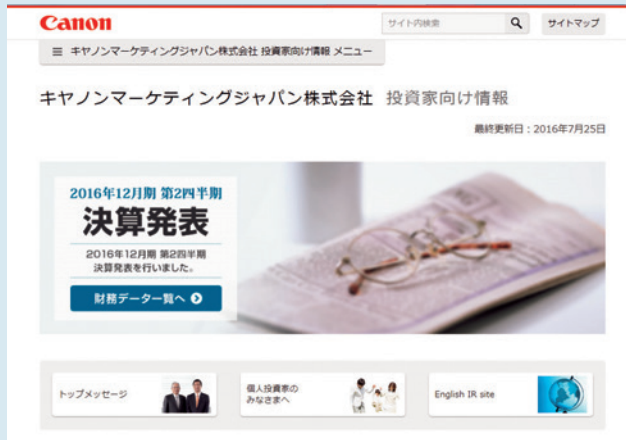 Canon
サイト内検索
サイトマップ
≡ キヤノンマーケティングジャパン株式会社 投資家向け情報 メニュー
キヤノンマーケティングジャパン株式会社 投資家向け情報
最終更新日：2016年7月25日
2016年12月期 第2四半期
決算発表
2016年12月期 第2四半期
決算発表を行いました。
財務データ一覧へ
トップメッセージ
個人投資家の
みなさまへ
English IR site